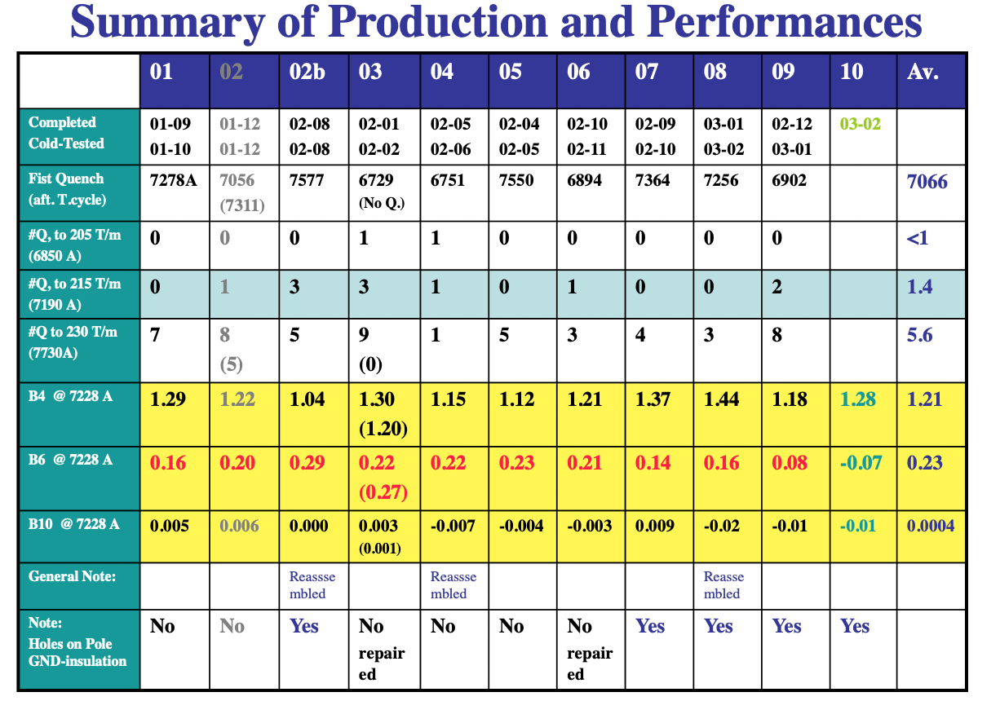 Summary of Production and Performances
01 02 02b 03 04 05 06 07 08 09 10 Av.
Completed 01-09 01-12 02-08 02-01 02-05 02-04 02-10 02-09 03-01 02-12 03-02
Cold-Tested 01-10 01-12 02-08 02-02 02-06 02-05 02-11 02-10 03-02 03-01
Fist Quench 7278A 7056 7577 6729 6751 7550 6894 7364 7256 6902 7066
(aft. T.cycle) (7311) (No Q.)
#Q, to 205 T/m 0 0 0 1 1 0 0 0 0 0 <1
(6850 A)
#Q, to 215 T/m 0 1 3 3 1 0 1 0 0 2 1.4
(7190 A)
#Q to 230 T/m 7 8 5 9 1 5 3 4 3 8 5.6
(7730A) (5) (0)
B4 @ 7228 A 1.29 1.22 1.04 1.30 1.15 1.12 1.21 1.37 1.44 1.18 1.28 1.21
(1.20)
B6 @ 7228 A 0.16 0.20 0.29 0.22 0.22 0.23 0.21 0.14 0.16 0.08 -0.07 0.23
(0.27)
B10 @ 7228 A 0.005 0.006 0.000 0.003 -0.007 -0.004 -0.003 0.009 -0.02 -0.01 -0.01 0.0004
(0.001)
General Note: Reassse Reassse Reasse
mbled mbled mbled
Note: No No Yes No No No No Yes Yes Yes Yes
Holes on Pole repair repair
GND-insulation ed ed